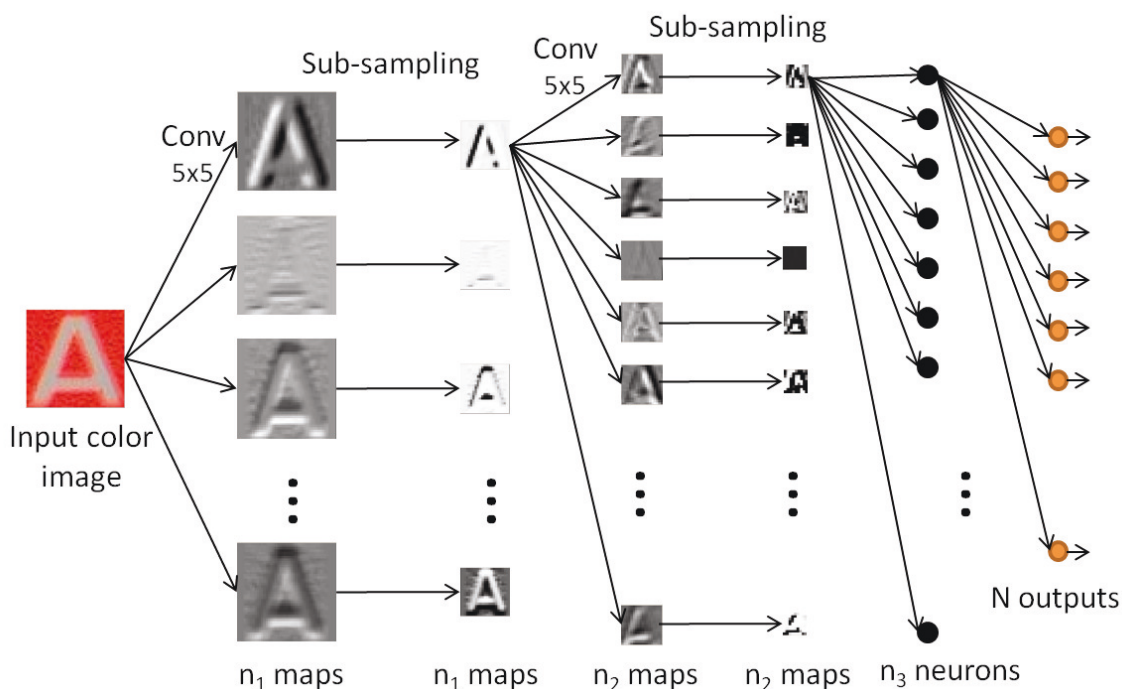 Sub-sampling
Conv
5x5
Sub-sampling
Conv
5x5
A
Input color
image
N outputs
n₁ maps
n₁ maps
n₂ maps
n₂ maps
n₃ neurons